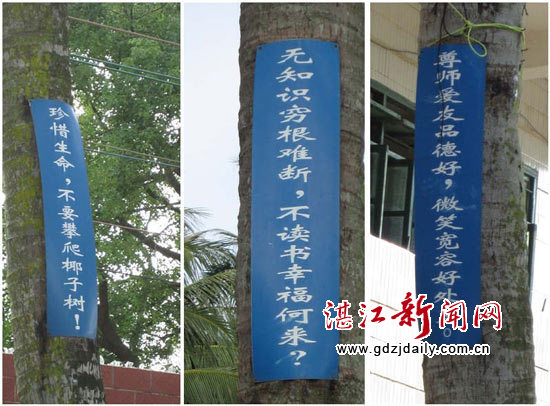 珍惜生命，不要攀爬椰子树！
无知识穷根难断，不读书幸福何来？
尊师爱友品德好，微笑宽容好处
湛江新闻网
www.gdzjdaily.com.cn